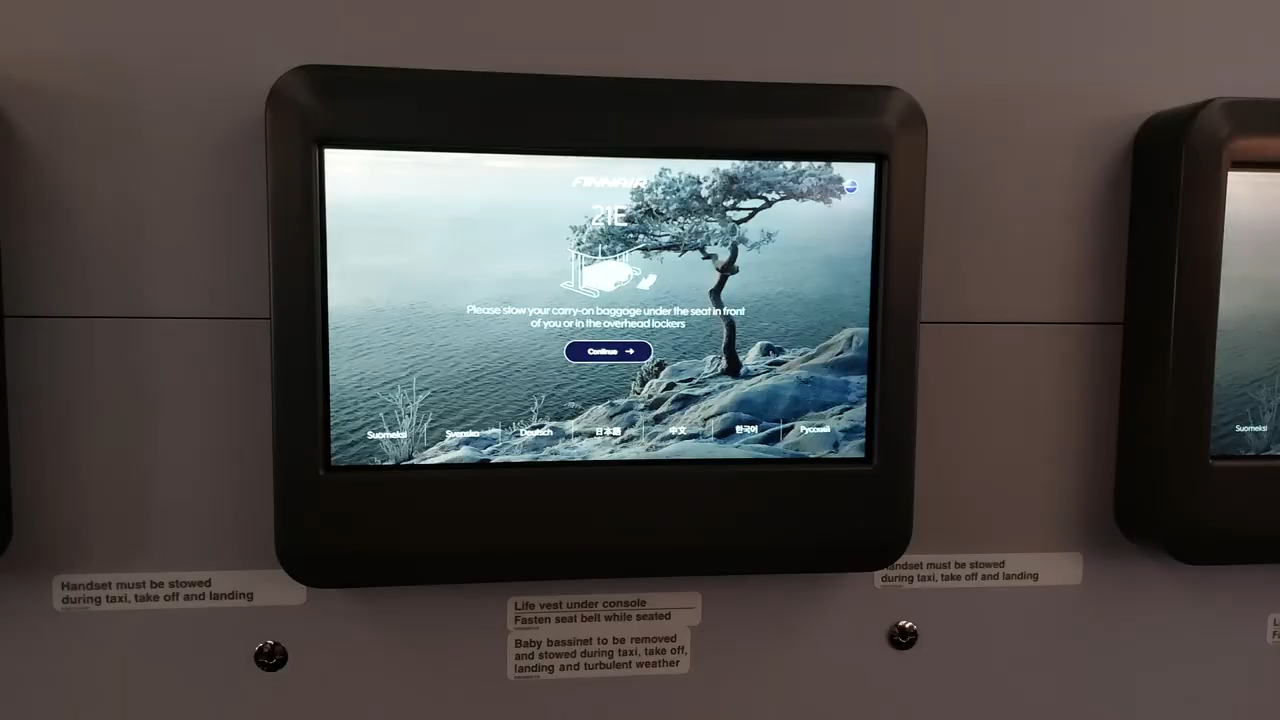 FINNAIR
21E
Please stow your carry-on baggage under the seat in front
of you or in the overhead lockers
Continue
Suomeksi
Svenska
Deutsch
日本語
中文
한국어
Русский
Suomeksi
Handset must be stowed
during taxi, take off and landing
Life vest under console
Fasten seat belt while seated
Baby bassinet to be removed
and stowed during taxi, take off,
landing and turbulent weather
andset must be stowed
during taxi, take off and landing